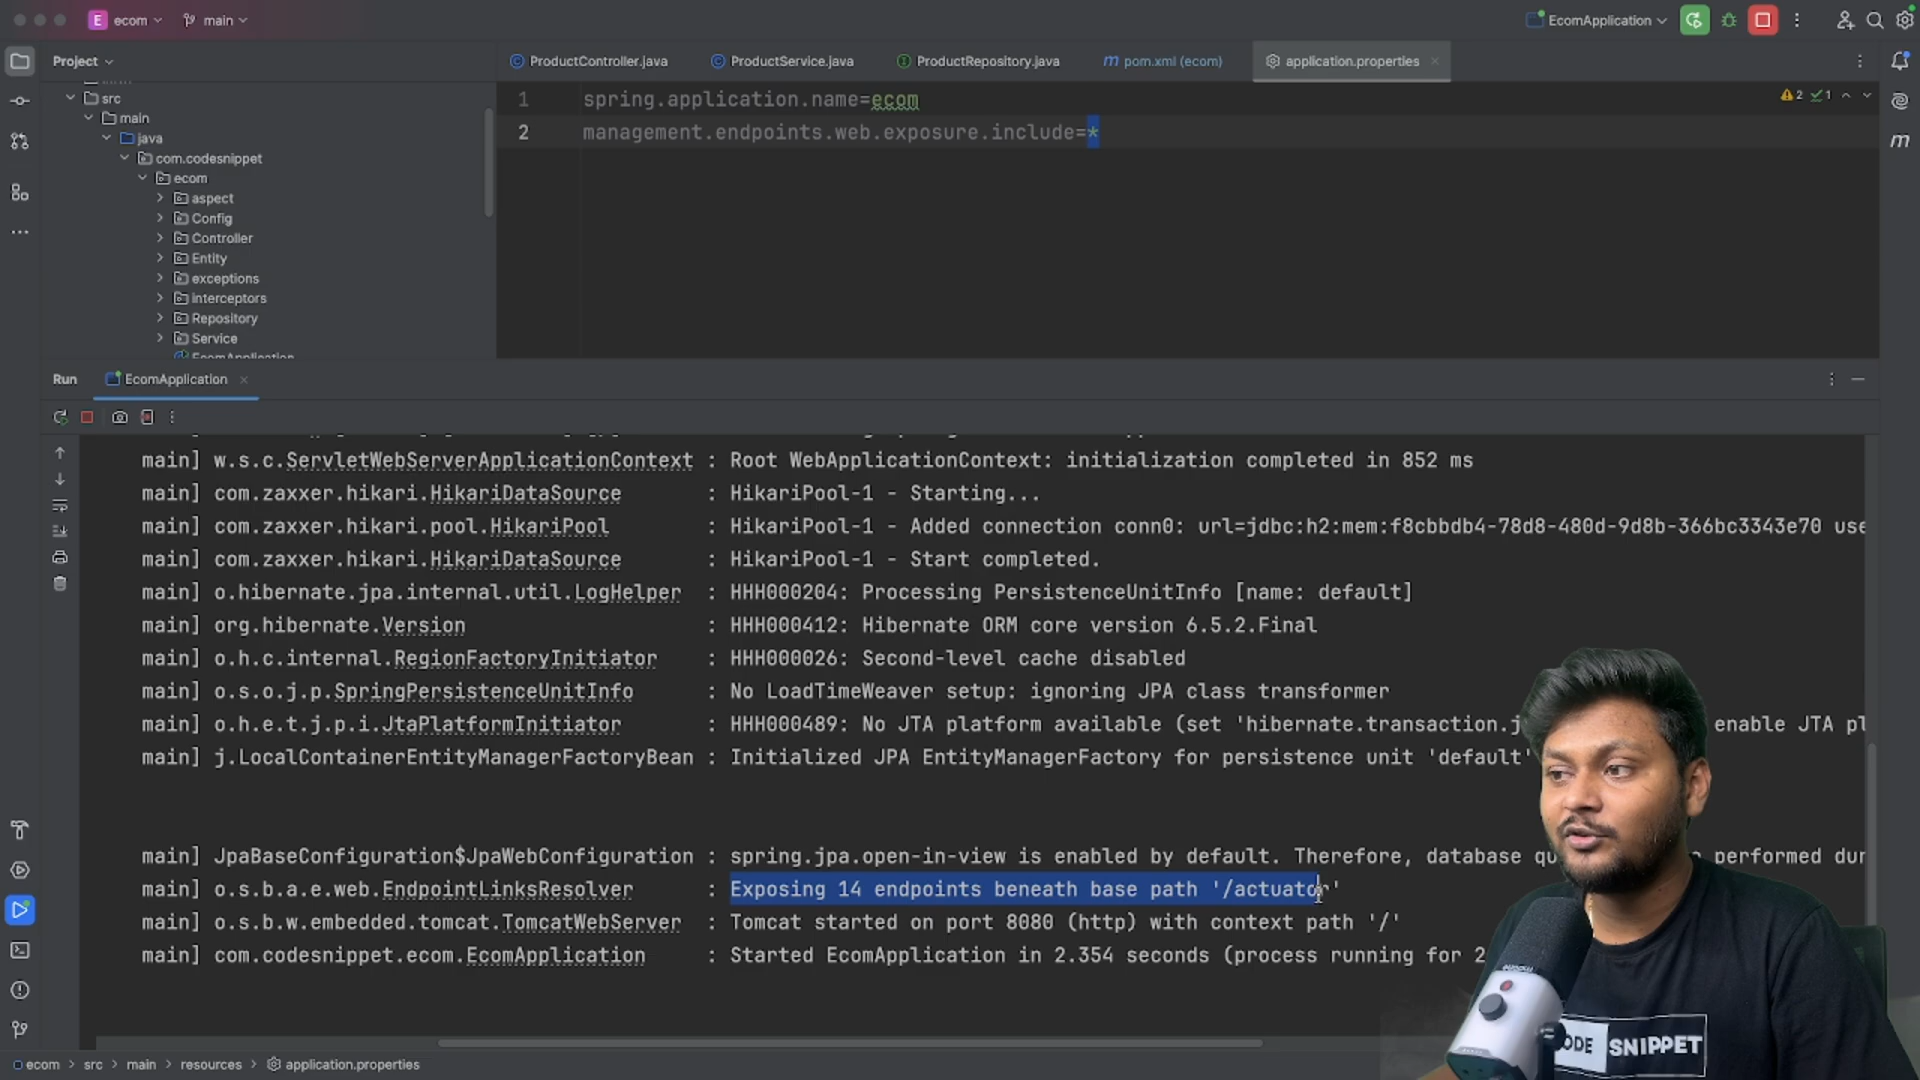 E ecom main EcomApplication
Project
ProductController.java ProductService.java ProductRepository.java pom.xml (ecom) application.properties
src
main
java
com.codesnippet
ecom
aspect
Config
Controller
Entity
exceptions
interceptors
Repository
Service
EcomApplication
1 spring.application.name=ecom
2 management.endpoints.web.exposure.include=*
2 1
Run EcomApplication
main] w.s.c.ServletWebServerApplicationContext : Root WebApplicationContext: initialization completed in 852 ms
main] com.zaxxer.hikari.HikariDataSource : HikariPool-1 - Starting...
main] com.zaxxer.hikari.pool.HikariPool : HikariPool-1 - Added connection conn0: url=jdbc:h2:mem:f8cbbdb4-78d8-480d-9d8b-366bc3343e70 use
main] com.zaxxer.hikari.HikariDataSource : HikariPool-1 - Start completed.
main] o.hibernate.jpa.internal.util.LogHelper : HHH000204: Processing PersistenceUnitInfo [name: default]
main] org.hibernate.Version : HHH000412: Hibernate ORM core version 6.5.2.Final
main] o.h.c.internal.RegionFactoryInitiator : HHH000026: Second-level cache disabled
main] o.s.o.j.p.SpringPersistenceUnitInfo : No LoadTimeWeaver setup: ignoring JPA class transformer
main] o.h.e.t.j.p.i.JtaPlatformInitiator : HHH000489: No JTA platform available (set 'hibernate.transaction.j enable JTA pl
main] j.LocalContainerEntityManagerFactoryBean : Initialized JPA EntityManagerFactory for persistence unit 'default'
main] JpaBaseConfiguration$JpaWebConfiguration : spring.jpa.open-in-view is enabled by default. Therefore, database qu performed dur
main] o.s.b.a.e.web.EndpointLinksResolver : Exposing 14 endpoints beneath base path '/actuator'
main] o.s.b.w.embedded.tomcat.TomcatWebServer : Tomcat started on port 8080 (http) with context path '/'
main] com.codesnippet.ecom.EcomApplication : Started EcomApplication in 2.354 seconds (process running for 2
ODE SNIPPET
ecom > src > main > resources > application.properties